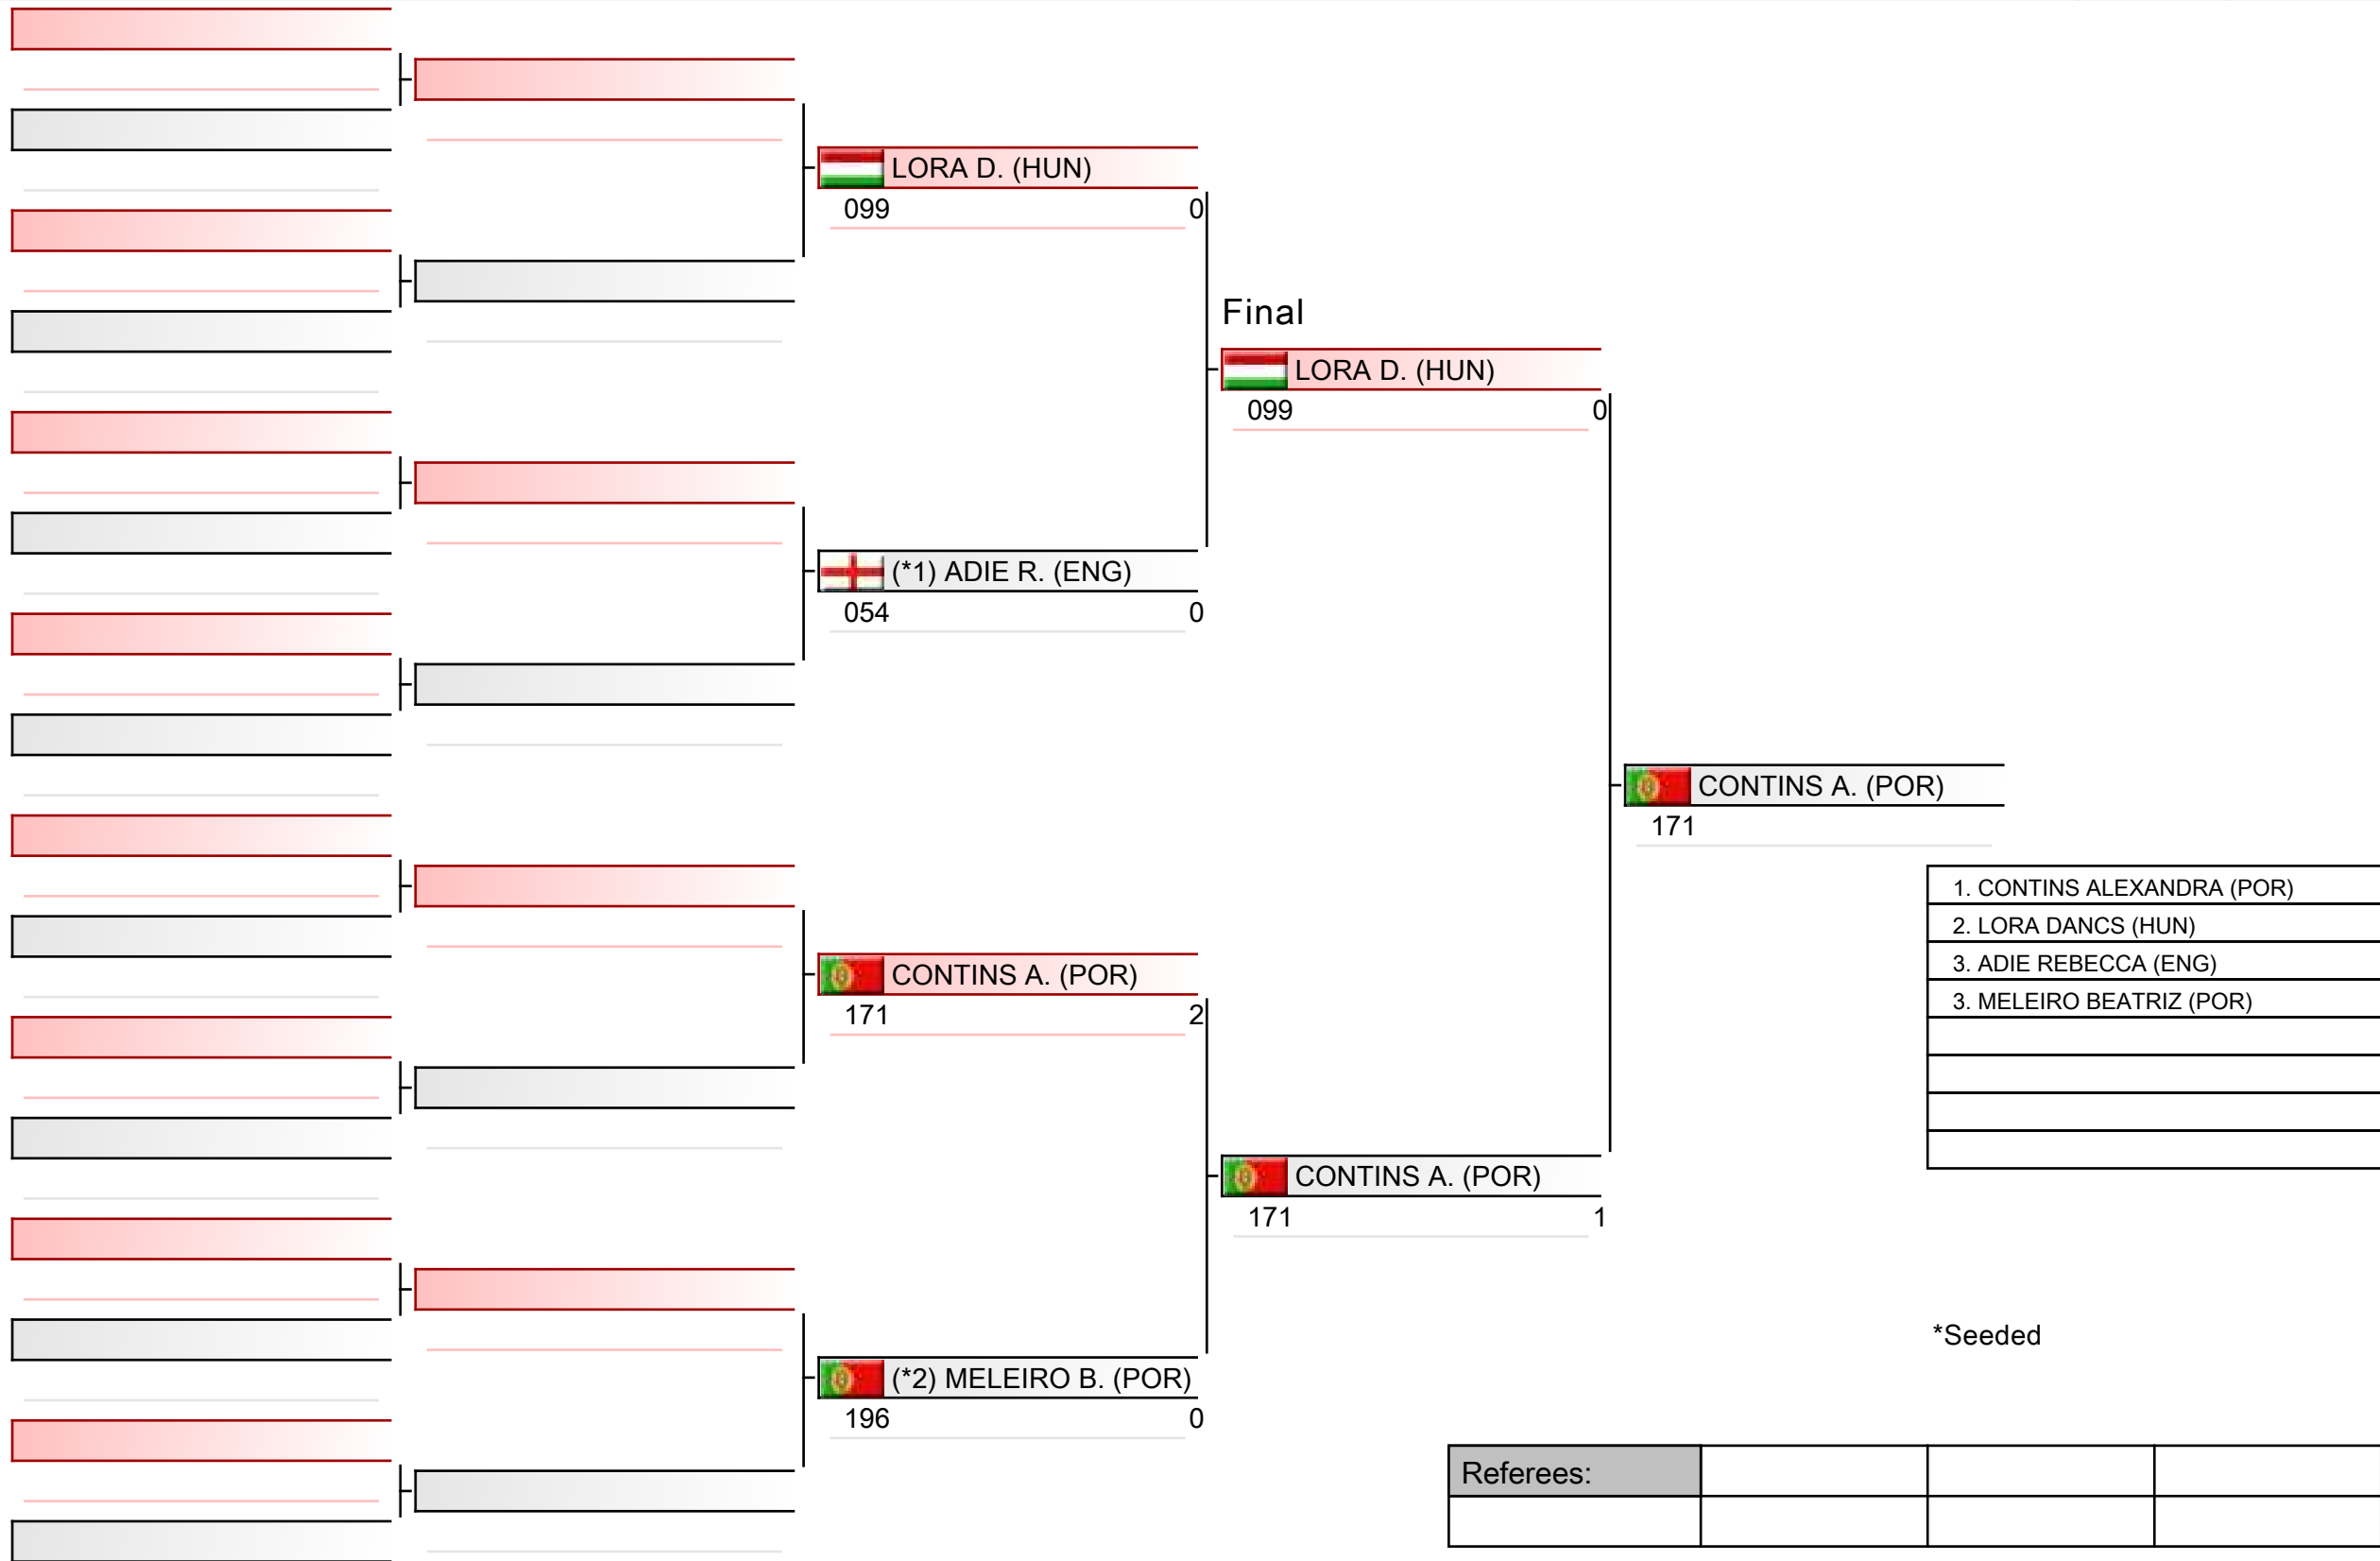 LORA D. (HUN)
099 0
Final
LORA D. (HUN)
099 0
(*1) ADIE R. (ENG)
054 0
CONTINS A. (POR)
171
1. CONTINS ALEXANDRA (POR)
2. LORA DANCS (HUN)
3. ADIE REBECCA (ENG)
3. MELEIRO BEATRIZ (POR)
CONTINS A. (POR)
171 2
CONTINS A. (POR)
171 1
*Seeded
(*2) MELEIRO B. (POR)
196 0
Referees: